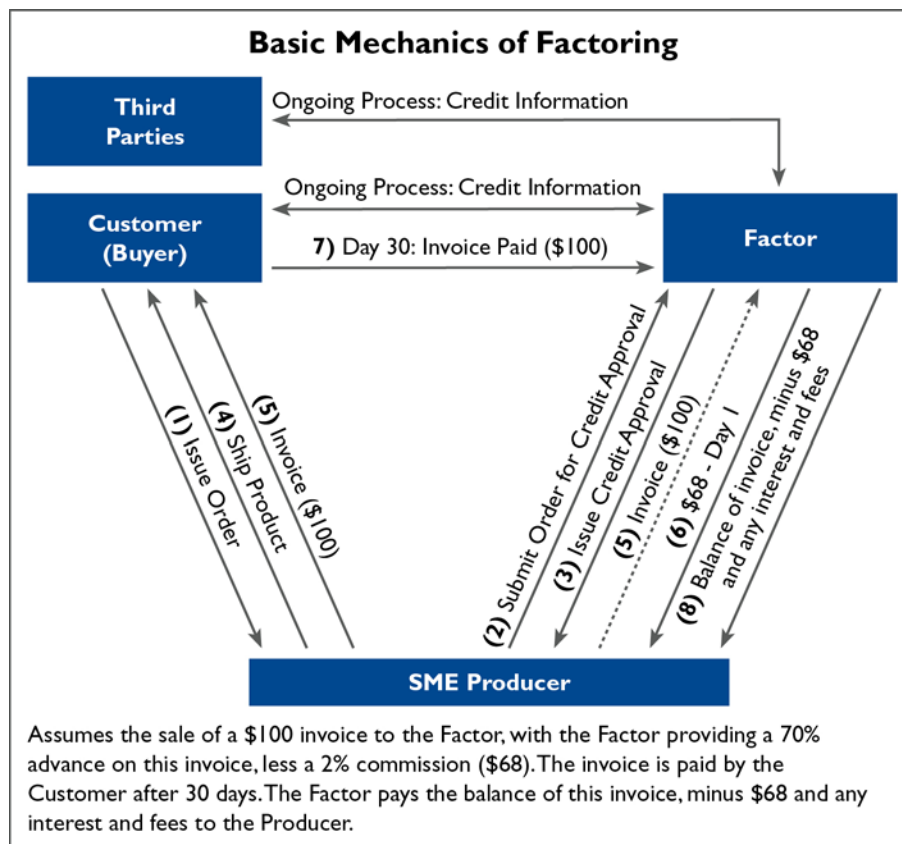 Basic Mechanics of Factoring
Third
Parties
Ongoing Process: Credit Information
Ongoing Process: Credit Information
Customer
(Buyer)
7) Day 30: Invoice Paid ($100)
Factor
(1) Issue Order
(4) Ship Product
(5) Invoice ($100)
(2) Submit Order for Credit Approval
(3) Issue Credit Approval
(5) Invoice ($100)
(6) $68 - Day 1
(8) Balance of invoice, minus $68
and any interest and fees
SME Producer
Assumes the sale of a $100 invoice to the Factor, with the Factor providing a 70%
advance on this invoice, less a 2% commission ($68). The invoice is paid by the
Customer after 30 days. The Factor pays the balance of this invoice, minus $68 and any
interest and fees to the Producer.